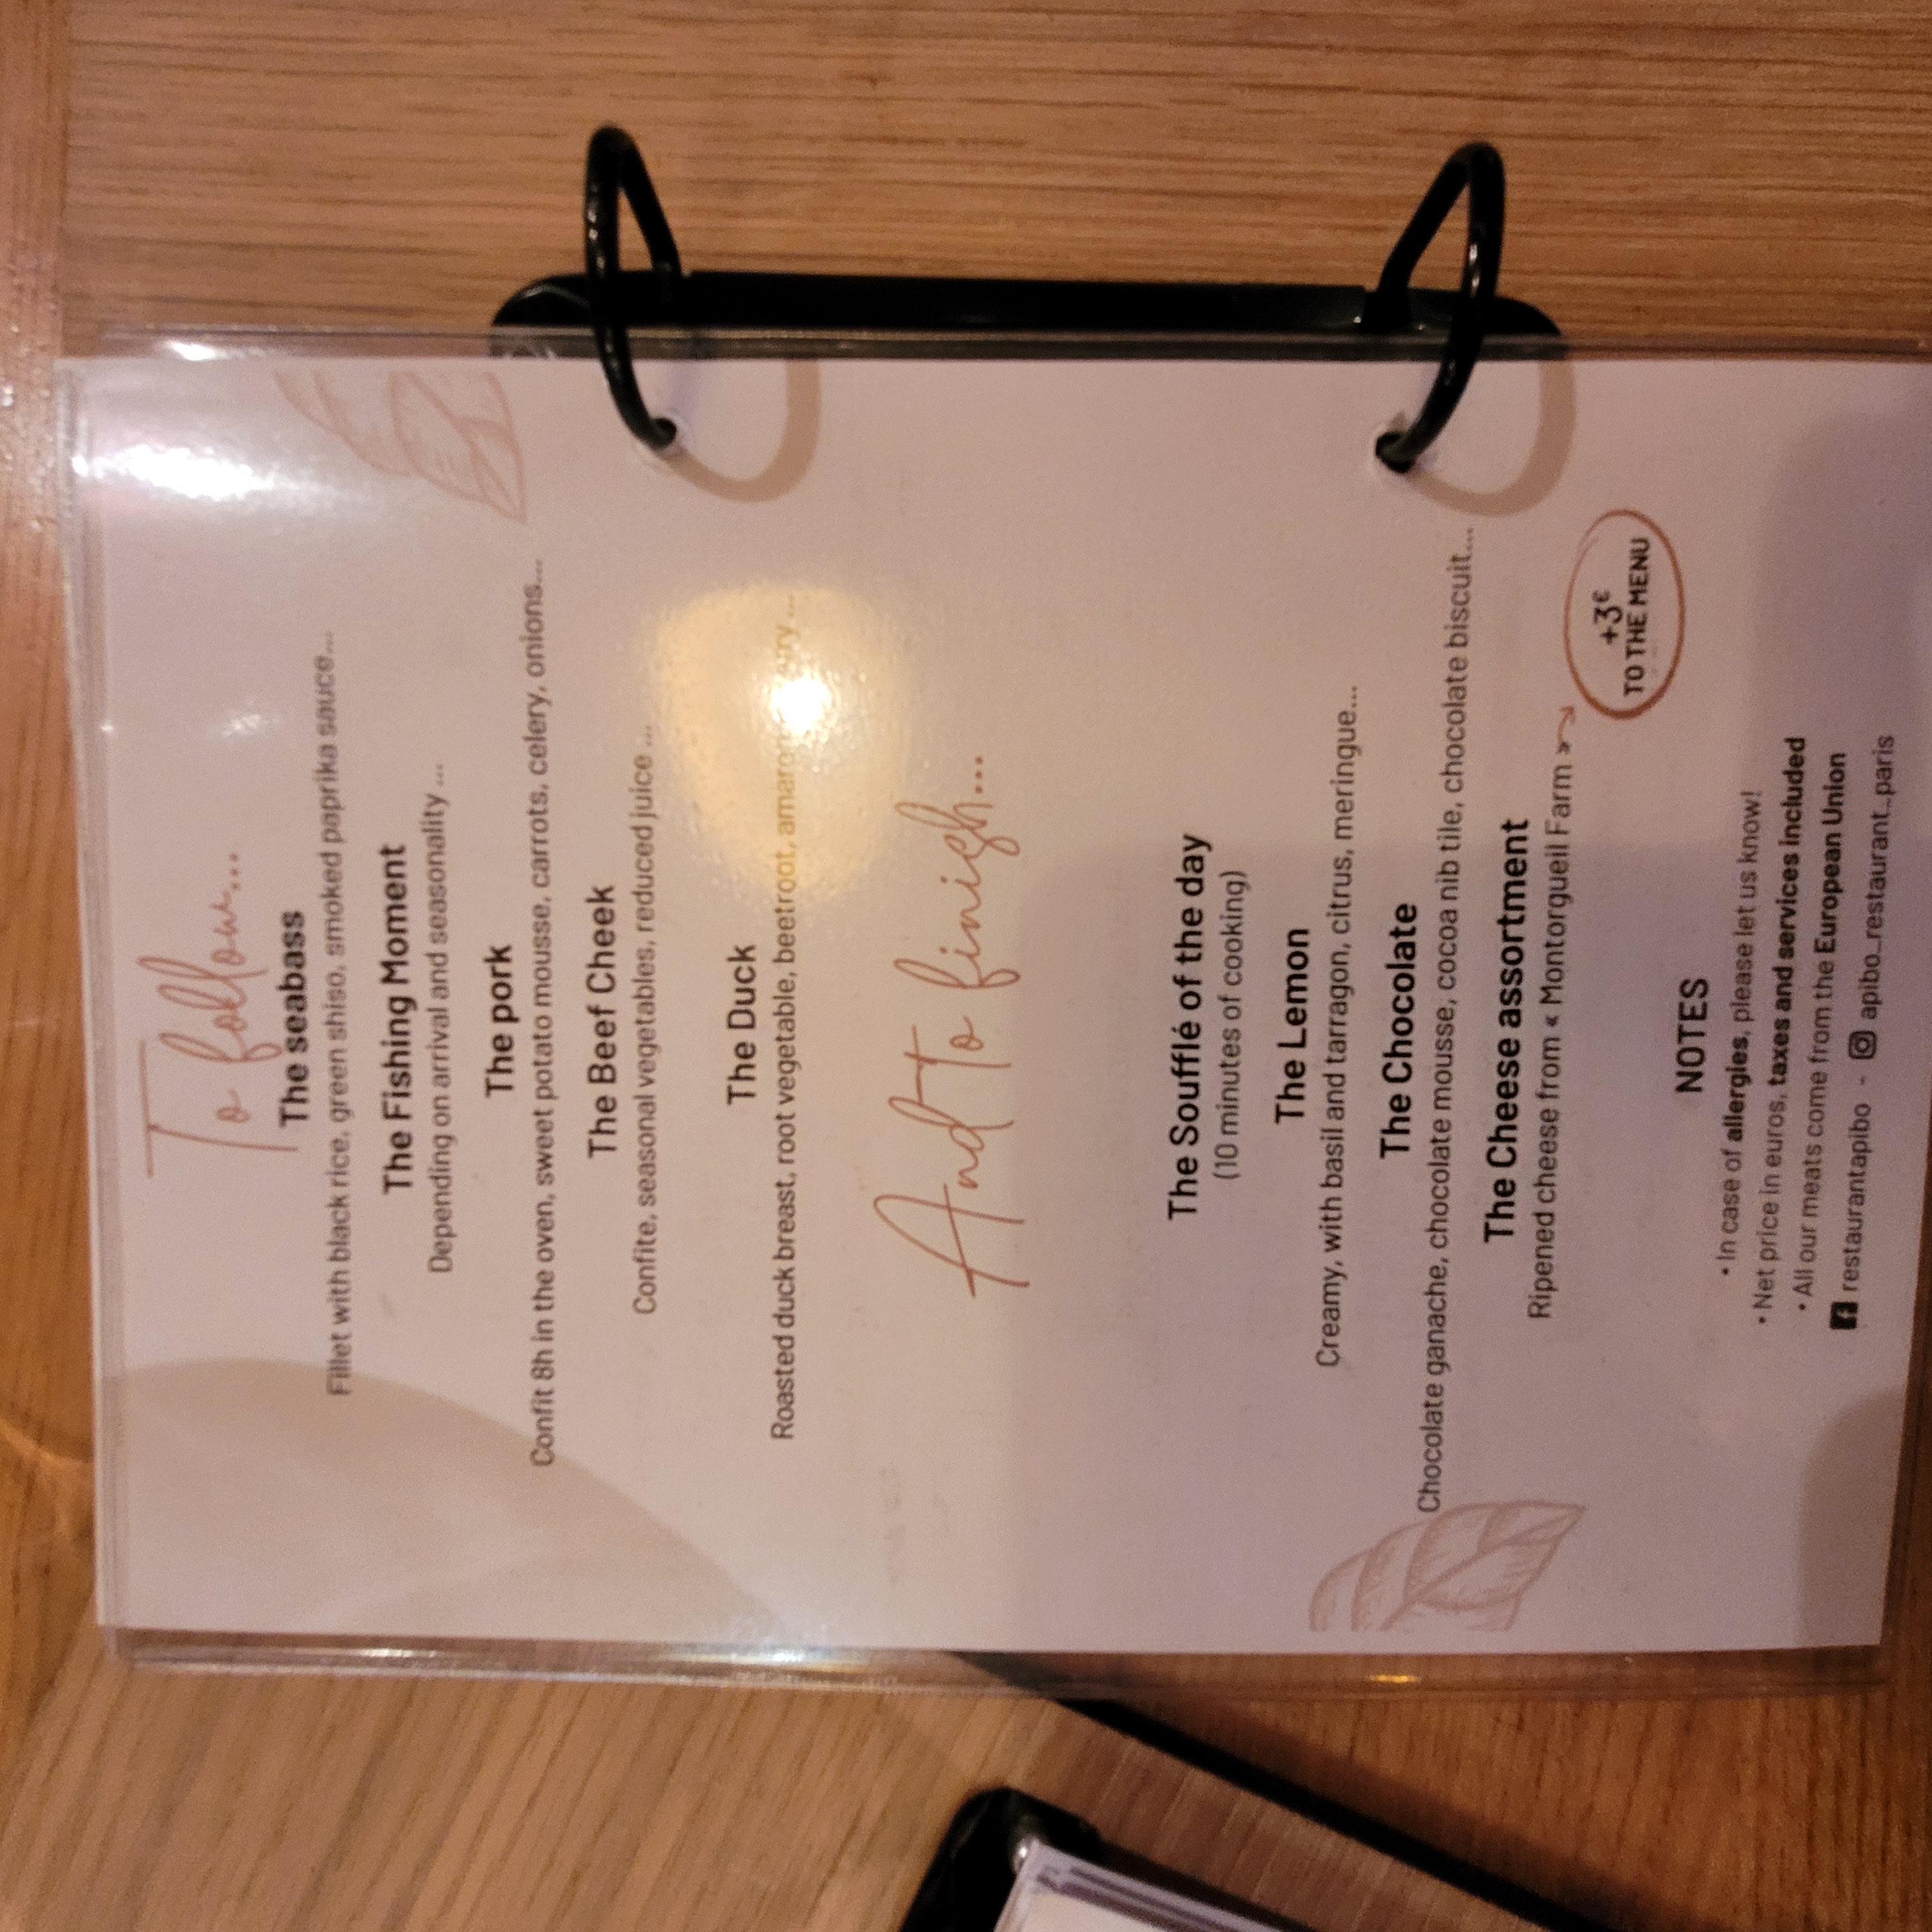 To follow...
The seabass
Fillet with black rice, green shiso, smoked paprika sauce...
The Fishing Moment
Depending on arrival and seasonality ...
The pork
Confit 8h in the oven, sweet potato mousse, carrots, celery, onions...
The Beef Cheek
Confite, seasonal vegetables, reduced juice ...
The Duck
Roasted duck breast, root vegetable, beetroot, ...
And to finish...
The Soufflé of the day
(10 minutes of cooking)
The Lemon
Creamy, with basil and tarragon, citrus, meringue...
The Chocolate
Chocolate ganache, chocolate mousse, cocoa nib tile, chocolate biscuit...
The Cheese assortment
Ripened cheese from « Montorgueil Farm »
+3€
TO THE MENU
NOTES
• In case of allergies, please let us know!
• Net price in euros, taxes and services included
• All our meats come from the European Union
restaurantapibo - apibo_restaurant_paris